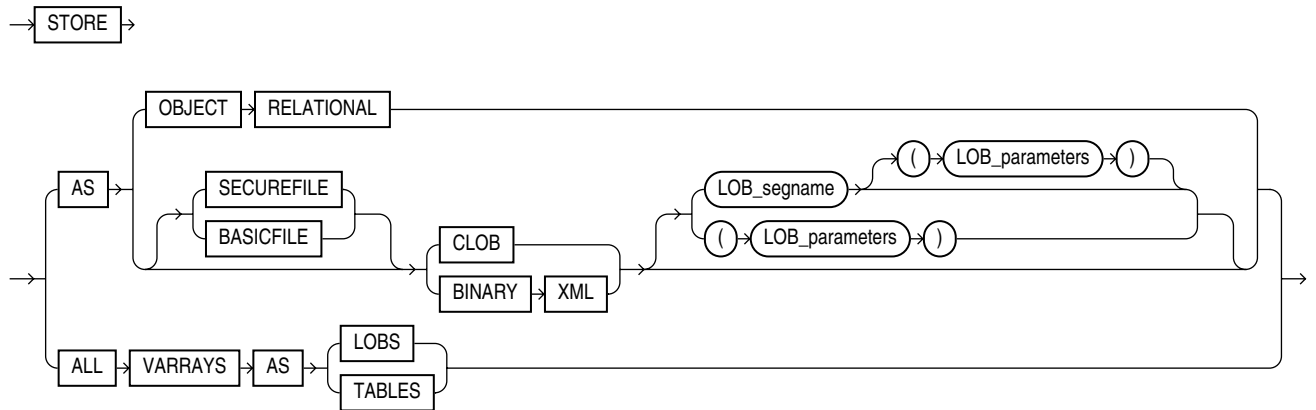 STORE
OBJECT RELATIONAL
( LOB_parameters )
AS SECUREFILE LOB_segname
BASICFILE CLOB ( LOB_parameters )
BINARY XML
LOBS
ALL VARRAYS AS
TABLES